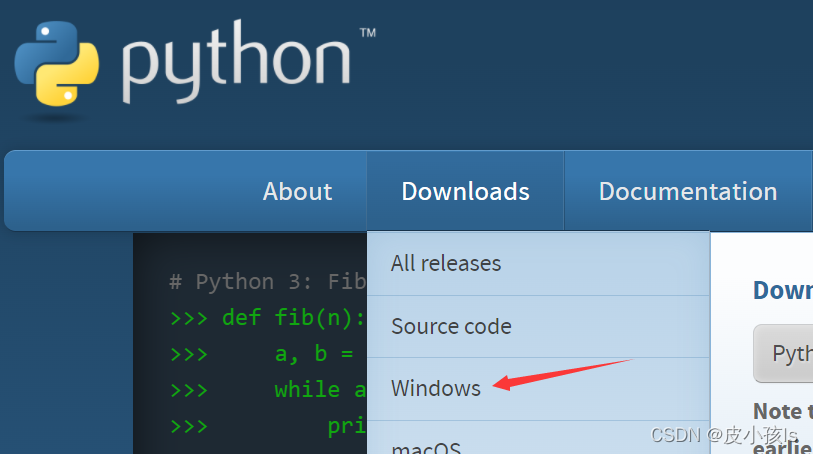 python™
About Downloads Documentation
All releases
Source code
Windows
macOS
# Python 3: Fib
>>> def fib(n):
>>> a, b =
>>> while a
>>> pri
Down
Pyth
Note t
earlie
CSDN @皮小孩ls